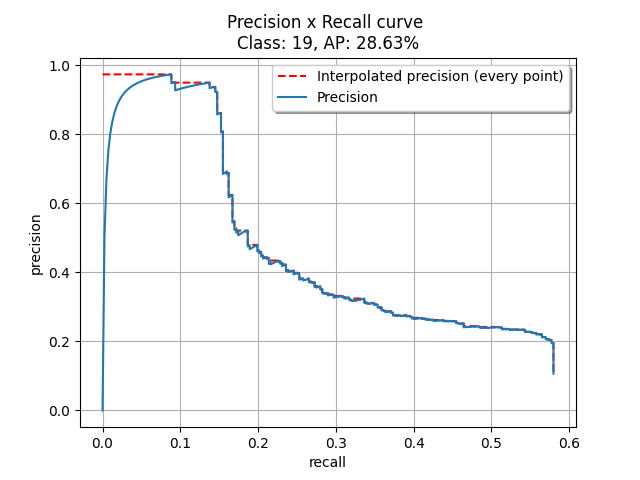 Precision x Recall curve
Class: 19, AP: 28.63%
Interpolated precision (every point)
Precision
1.0
0.8
0.6
0.4
0.2
0.0
precision
0.0 0.1 0.2 0.3 0.4 0.5 0.6
recall